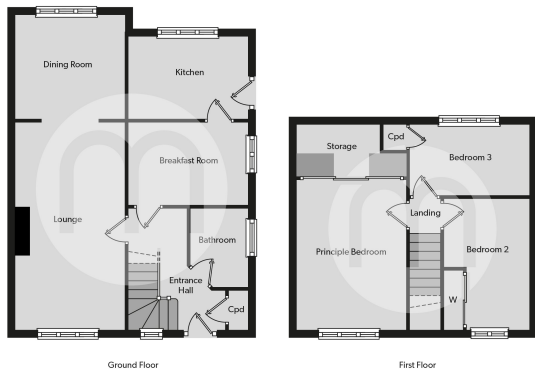 Dining Room
Kitchen
Breakfast Room
Lounge
Bathroom
Entrance
Hall
Cpd
Ground Floor
Storage
Cpd
Bedroom 3
Landing
Principle Bedroom
Bedroom 2
W
First Floor